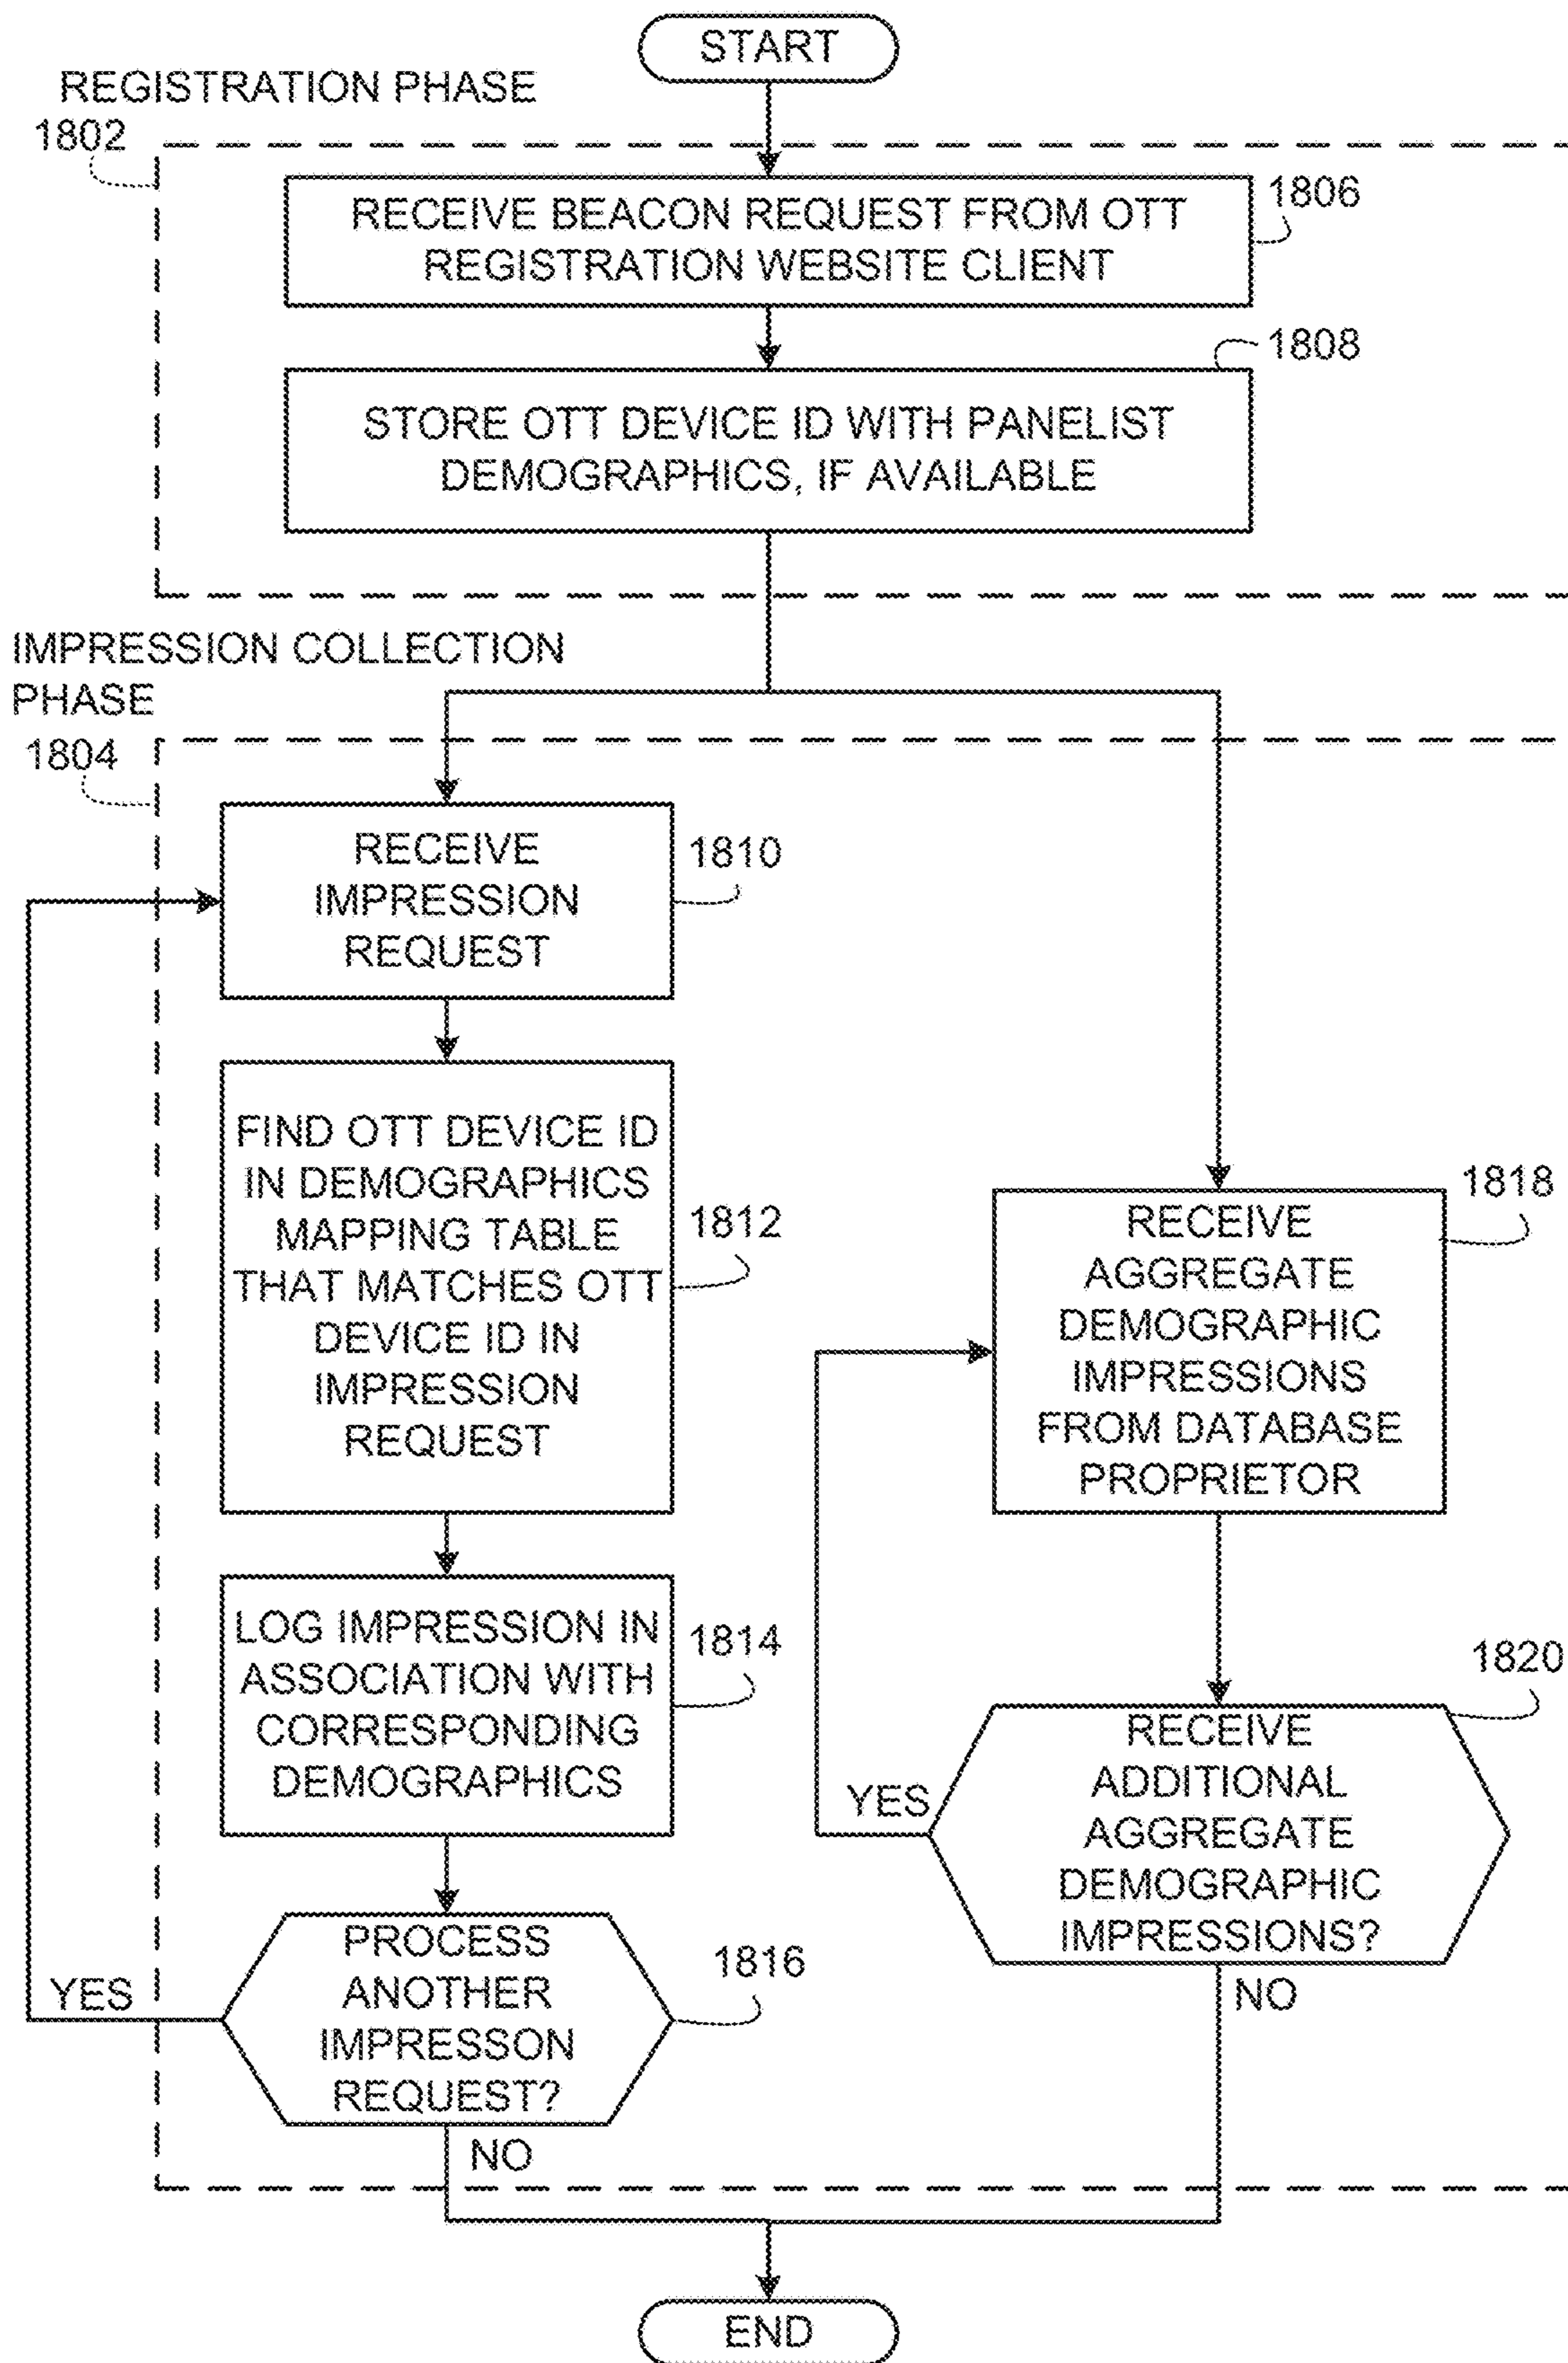 START
REGISTRATION PHASE
1802
RECEIVE BEACON REQUEST FROM OTT
REGISTRATION WEBSITE CLIENT
1806
1808
STORE OTT DEVICE ID WITH PANELIST
DEMOGRAPHICS, IF AVAILABLE
IMPRESSION COLLECTION
PHASE
1804
RECEIVE
IMPRESSION
REQUEST
1810
FIND OTT DEVICE ID
IN DEMOGRAPHICS
MAPPING TABLE
THAT MATCHES OTT
DEVICE ID IN
IMPRESSION
REQUEST
1812
LOG IMPRESSION IN
ASSOCIATION WITH
CORRESPONDING
DEMOGRAPHICS
1814
PROCESS
ANOTHER
IMPRESSON
REQUEST?
1816
YES
NO
RECEIVE
AGGREGATE
DEMOGRAPHIC
IMPRESSIONS
FROM DATABASE
PROPRIETOR
1818
RECEIVE
ADDITIONAL
AGGREGATE
DEMOGRAPHIC
IMPRESSIONS?
1820
YES
NO
END